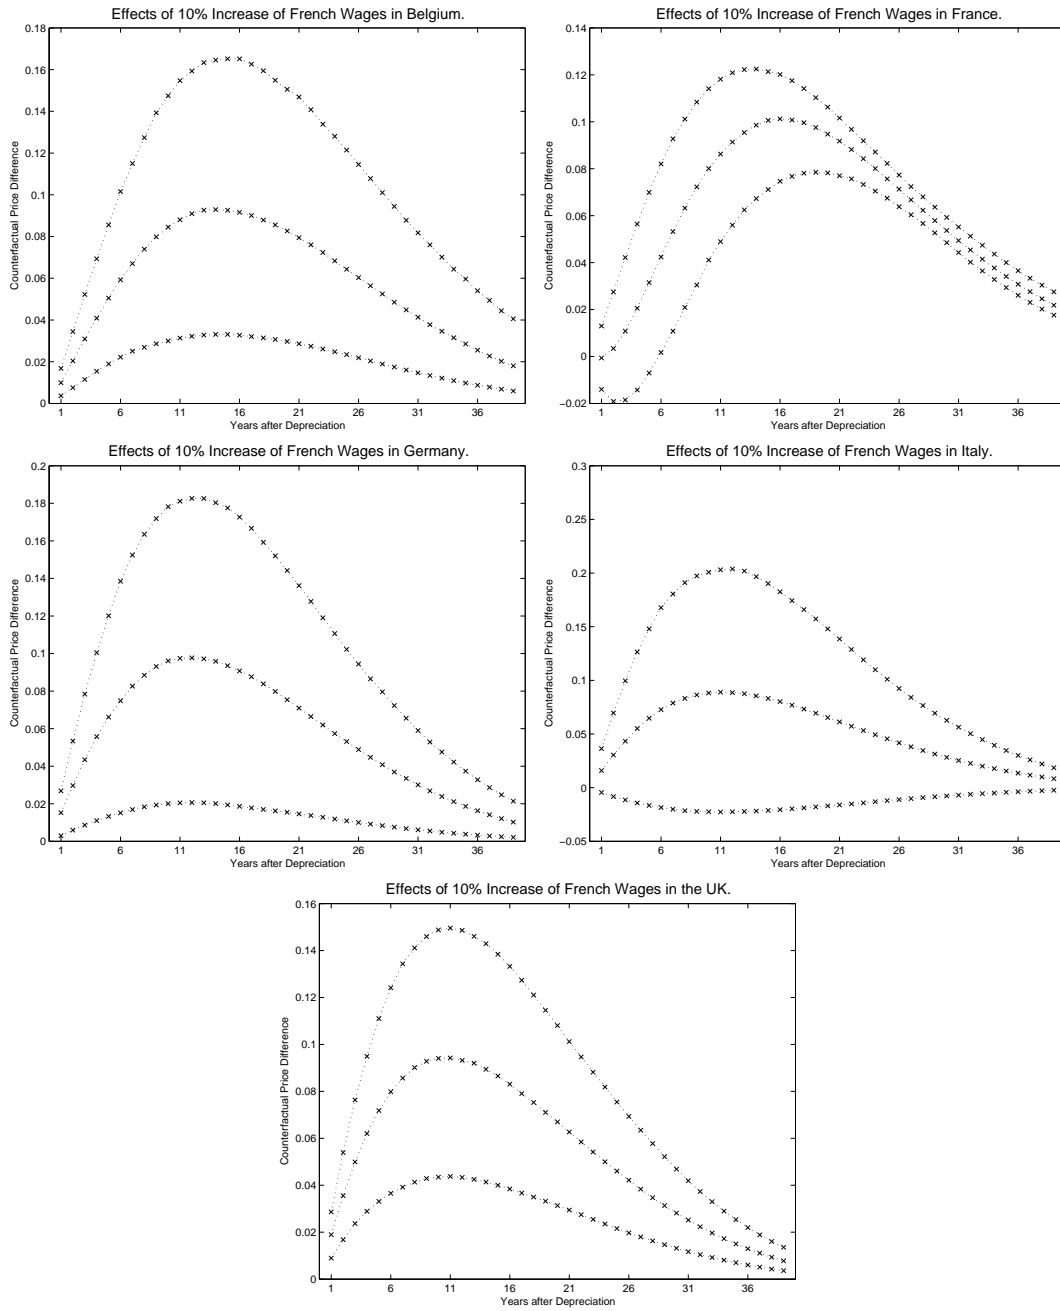 Effects of 10% Increase of French Wages in Belgium.
0.18
0.16
0.14
0.12
0.1
0.08
0.06
0.04
0.02
0
Counterfactual Price Difference
1 6 11 16 21 26 31 36
Years after Depreciation
Effects of 10% Increase of French Wages in France.
0.14
0.12
0.1
0.08
0.06
0.04
0.02
0
−0.02
Counterfactual Price Difference
1 6 11 16 21 26 31 36
Years after Depreciation
Effects of 10% Increase of French Wages in Germany.
0.2
0.18
0.16
0.14
0.12
0.1
0.08
0.06
0.04
0.02
0
Counterfactual Price Difference
1 6 11 16 21 26 31 36
Years after Depreciation
Effects of 10% Increase of French Wages in Italy.
0.3
0.25
0.2
0.15
0.1
0.05
0
−0.05
Counterfactual Price Difference
1 6 11 16 21 26 31 36
Years after Depreciation
Effects of 10% Increase of French Wages in the UK.
0.16
0.14
0.12
0.1
0.08
0.06
0.04
0.02
0
Counterfactual Price Difference
1 6 11 16 21 26 31 36
Years after Depreciation